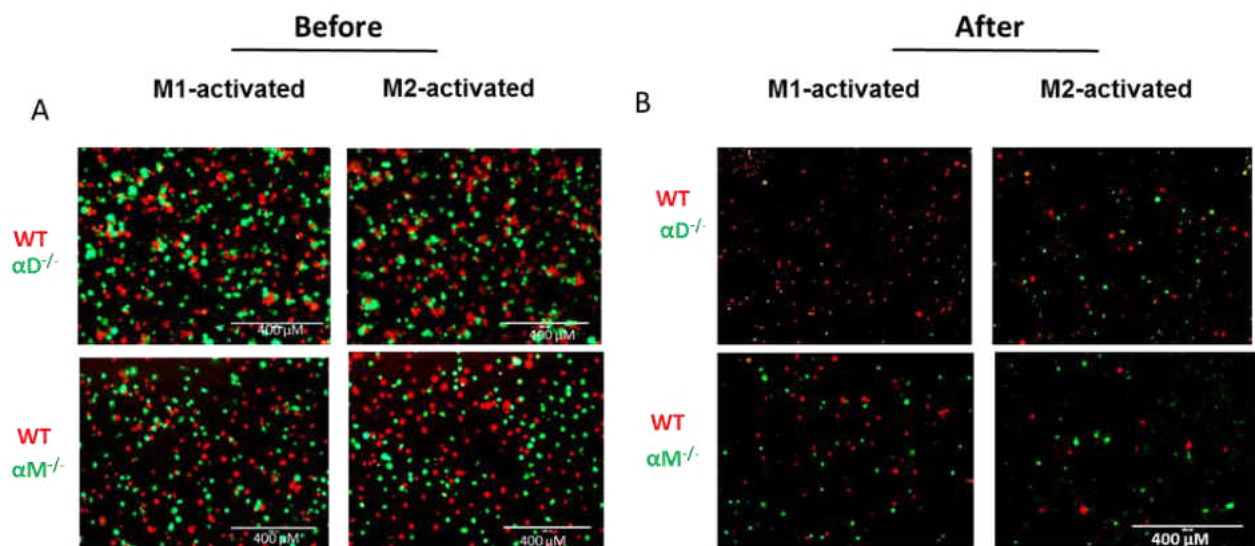 Before
After
M1-activated M2-activated
M1-activated M2-activated
A
B
WT
αD-/-
WT
αD-/-
400 μM
400 μM
WT
αM-/-
WT
αM-/-
400 μM
400 μM
400 μM